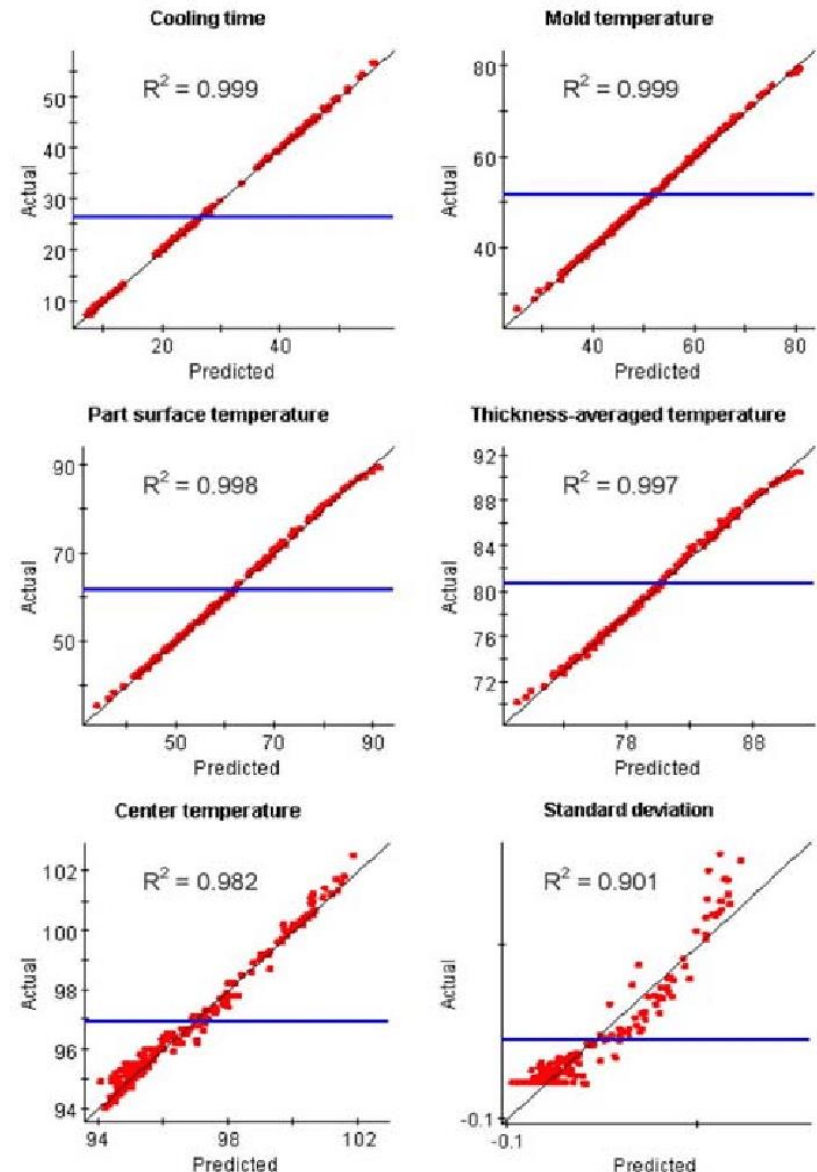 Cooling time
R² = 0.999
50
40
30
20
10
Actual
20
40
Predicted
Mold temperature
R² = 0.999
80
60
40
Actual
40
60
80
Predicted
Part surface temperature
R² = 0.998
90
70
50
Actual
50
70
90
Predicted
Thickness-averaged temperature
R² = 0.997
92
88
84
80
76
72
Actual
78
88
Predicted
Center temperature
R² = 0.982
102
100
98
96
94
Actual
94
98
102
Predicted
Standard deviation
R² = 0.901
Actual
-0.1
-0.1
Predicted